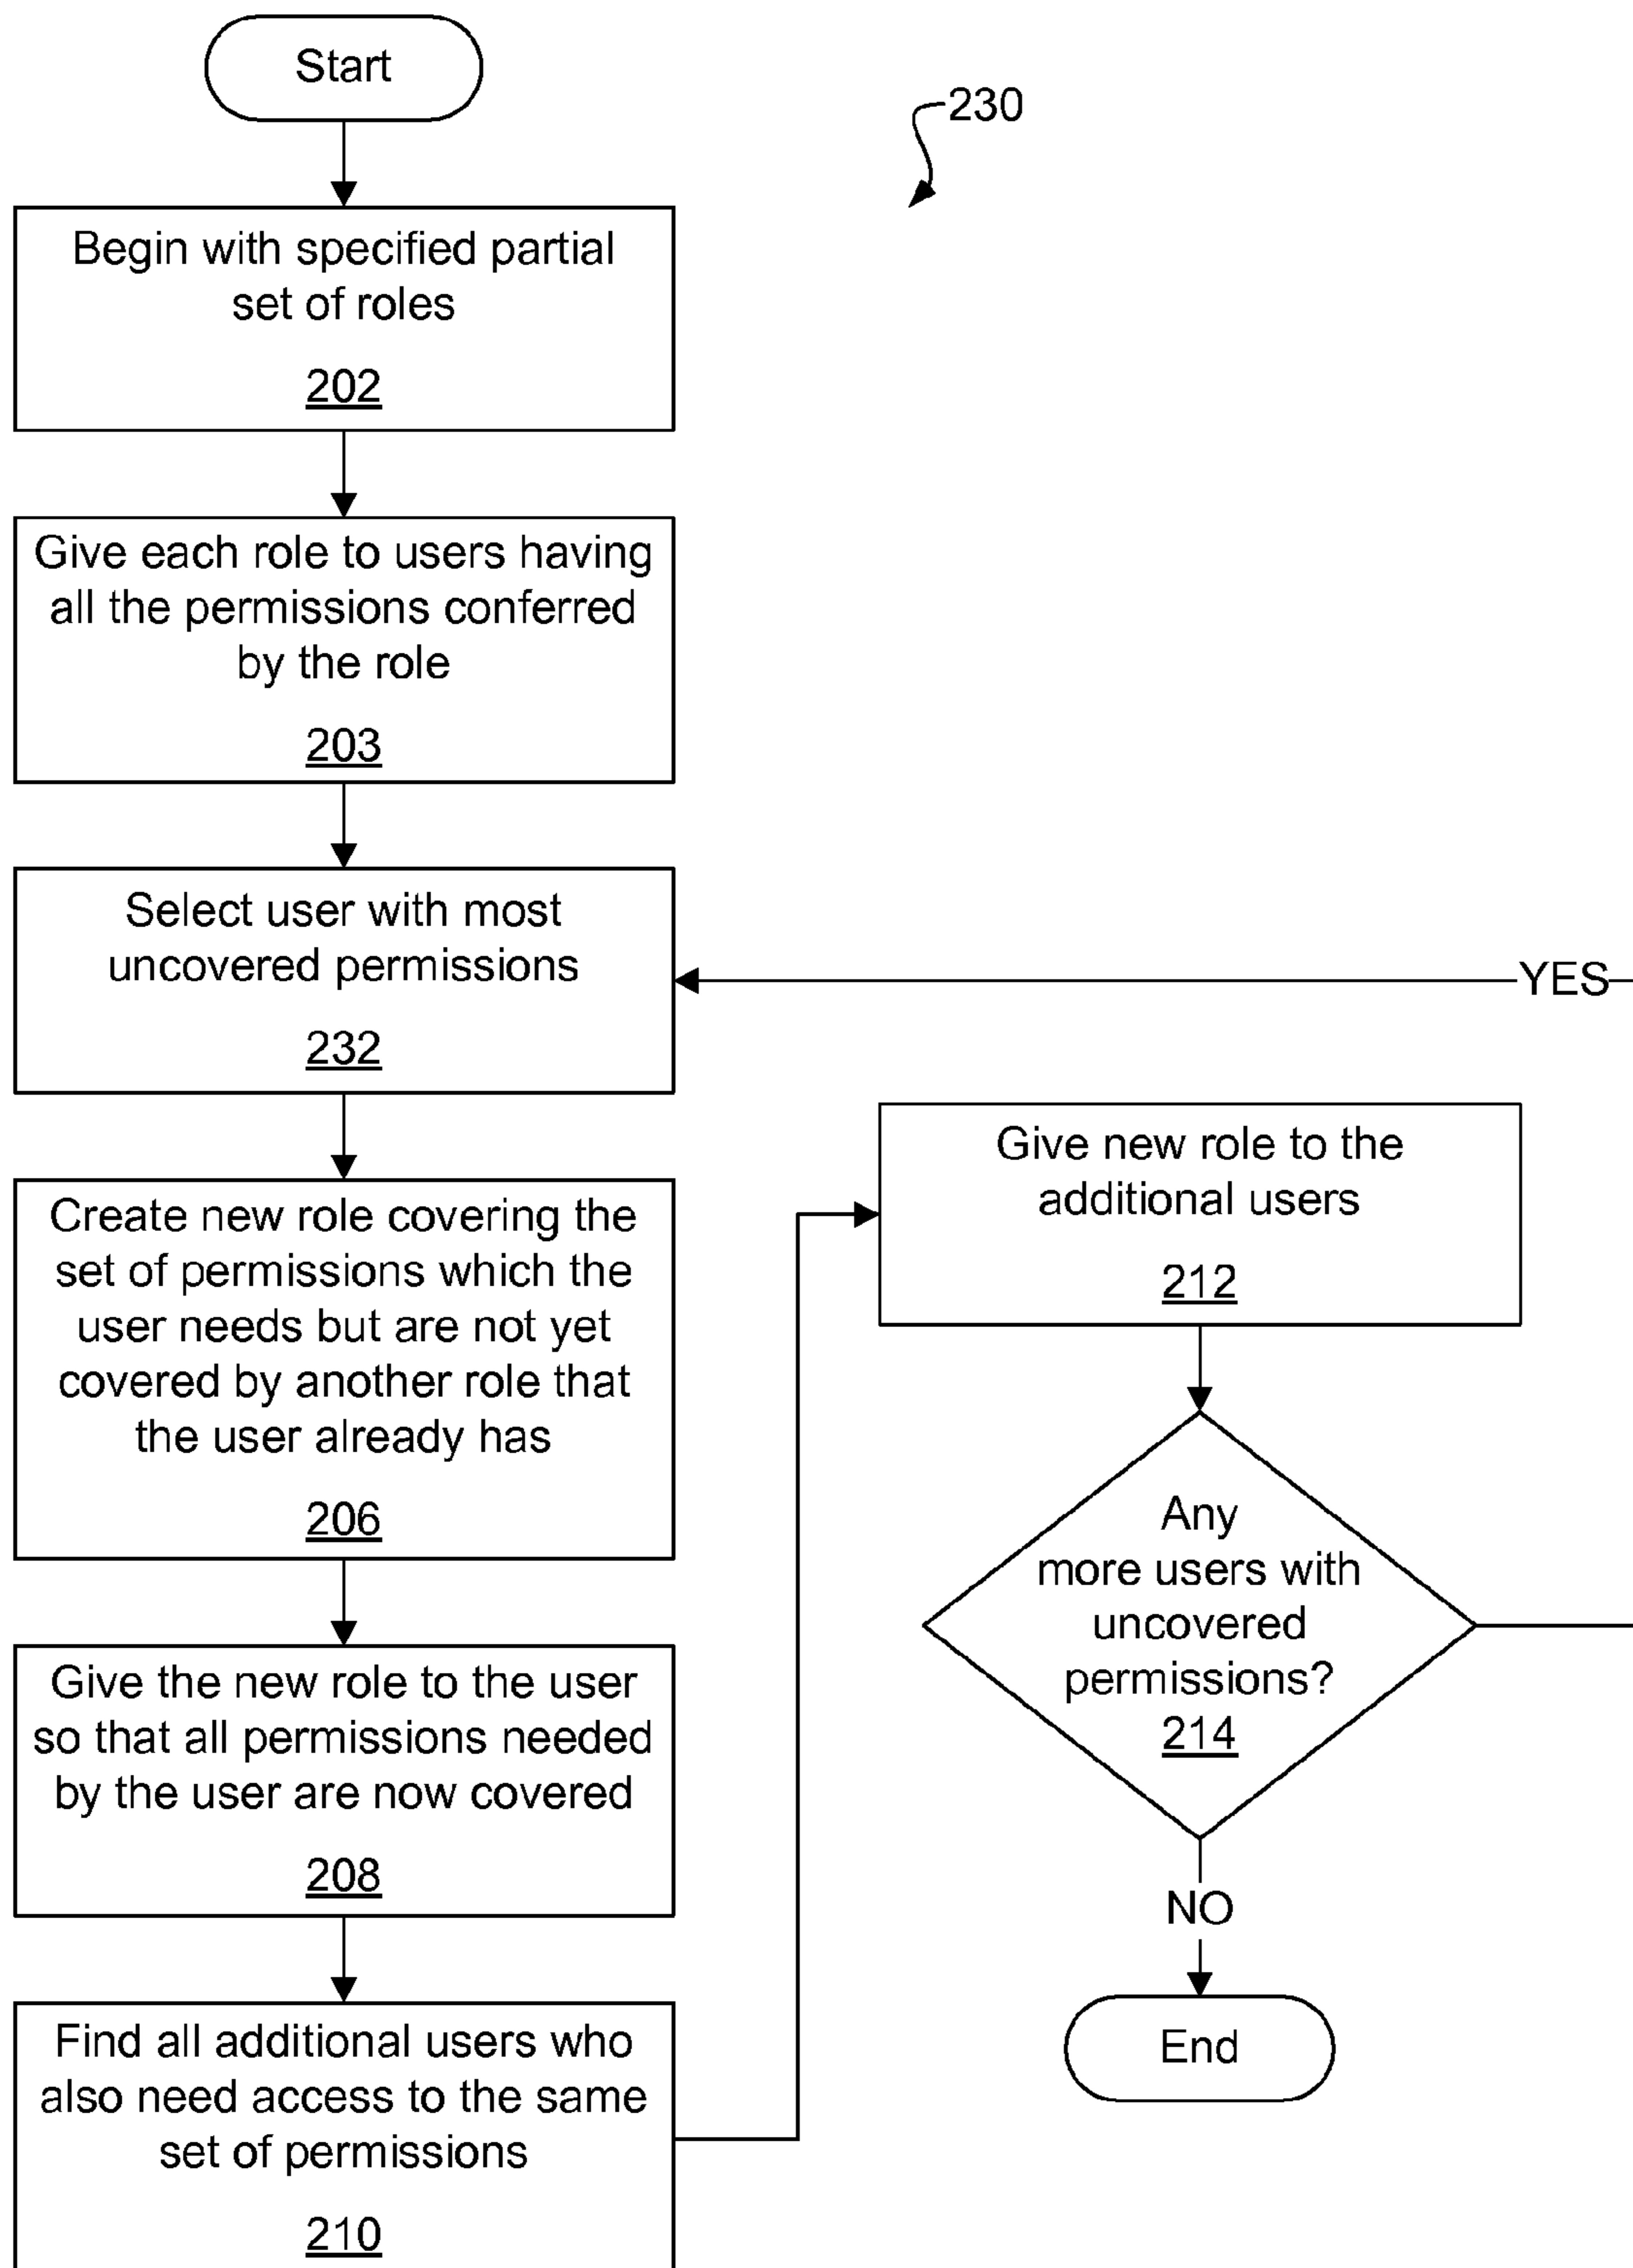 Start
230
Begin with specified partial
set of roles
202
Give each role to users having
all the permissions conferred
by the role
203
Select user with most
uncovered permissions
232
YES
Create new role covering the
set of permissions which the
user needs but are not yet
covered by another role that
the user already has
206
Give the new role to the user
so that all permissions needed
by the user are now covered
208
Find all additional users who
also need access to the same
set of permissions
210
Give new role to the
additional users
212
Any
more users with
uncovered
permissions?
214
NO
End